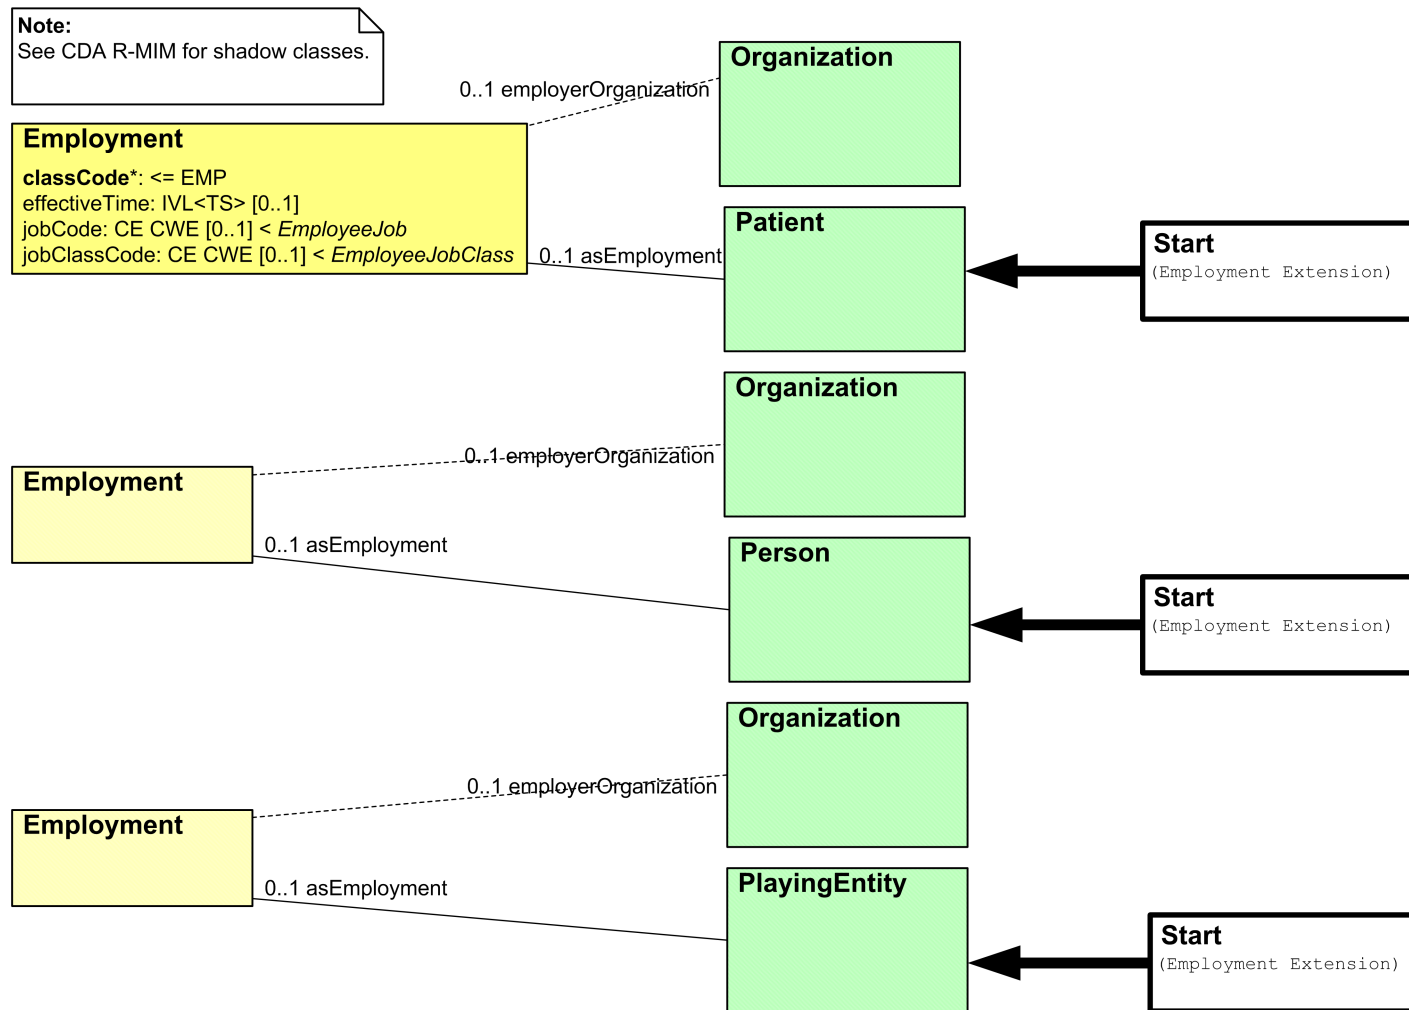 Note:
See CDA R-MIM for shadow classes.
Organization
0..1 employerOrganization
Employment
classCode*: <= EMP
effectiveTime: IVL<TS> [0..1]
jobCode: CE CWE [0..1] < EmployeeJob
jobClassCode: CE CWE [0..1] < EmployeeJobClass
0..1 asEmployment
Patient
Start
(Employment Extension)
Organization
0..1 employerOrganization
Employment
0..1 asEmployment
Person
Start
(Employment Extension)
Organization
0..1 employerOrganization
Employment
0..1 asEmployment
PlayingEntity
Start
(Employment Extension)